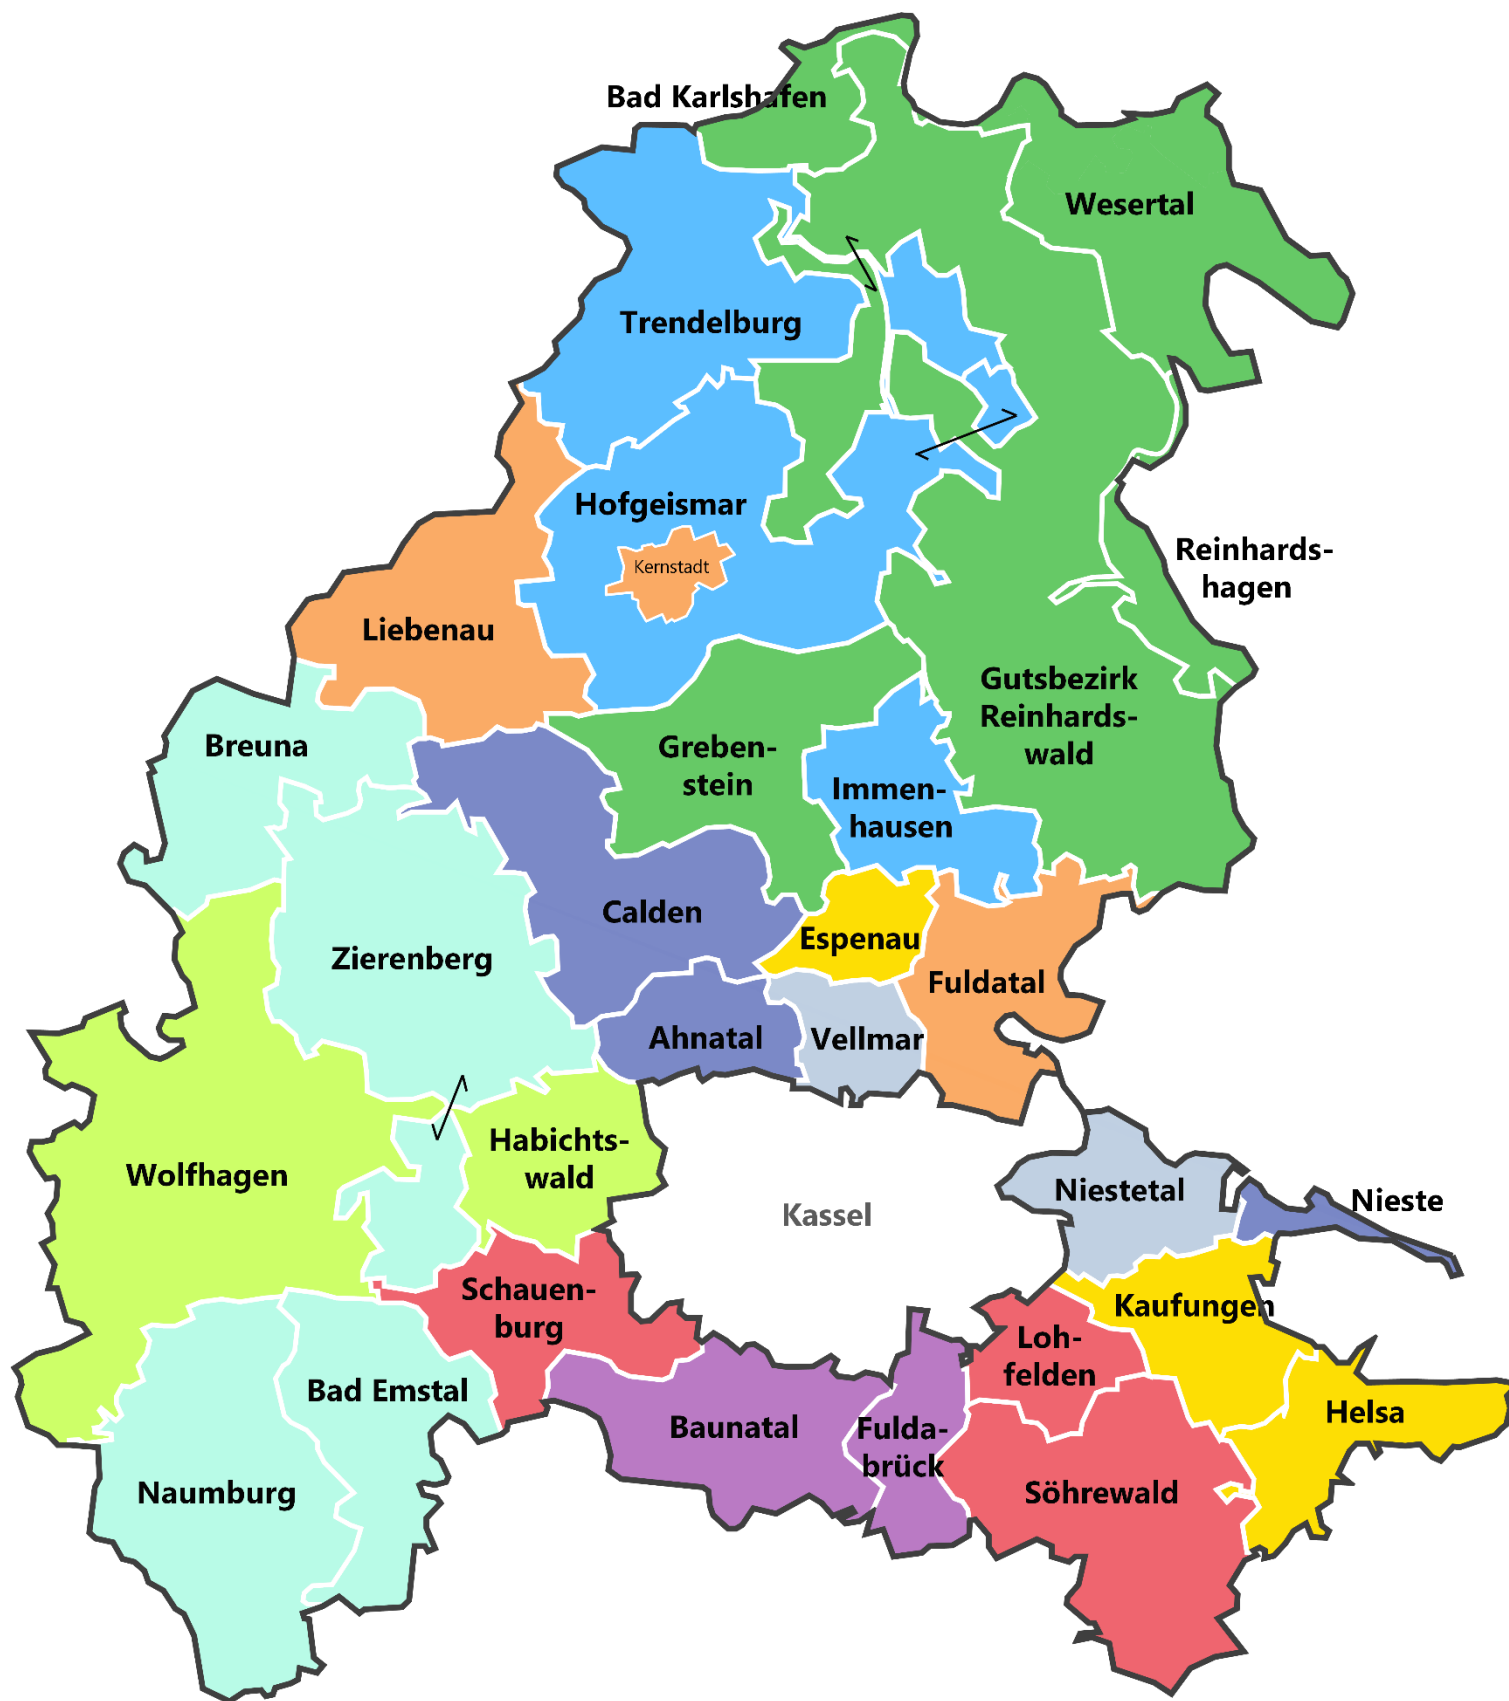 Bad Karlshafen
Wesertal
Trendelburg
Hofgeismar
Kernstadt
Reinhards-
hagen
Liebenau
Gutsbezirk
Reinhards-
wald
Breuna
Greben-
stein
Immen-
hausen
Calden
Espenau
Zierenberg
Fuldatal
Ahnatal
Vellmar
Habichts-
wald
Wolfhagen
Niestetal
Nieste
Kassel
Schauen-
burg
Kaufungen
Loh-
felden
Bad Emstal
Helsa
Baunatal
Fulda-
brück
Naumburg
Söhrewald